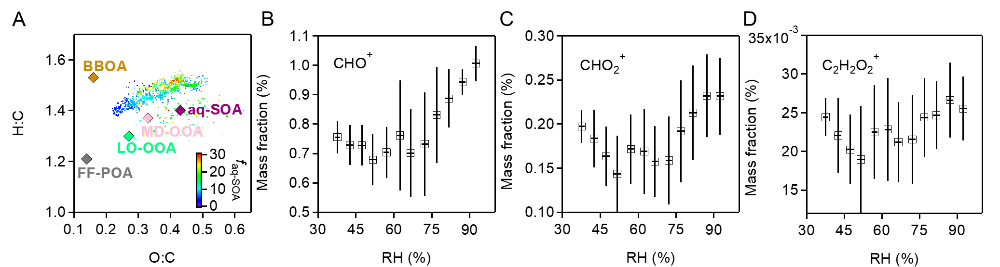 A
H:C
1.6
1.4
1.2
1.0
BBOA
aq-SOA
MD-OOA
LO-OOA
FF-POA
30
20
10
0
f aq-SOA
0.1 0.2 0.3 0.4 0.5 0.6
O:C
B
Mass fraction (%)
1.1
1.0
0.9
0.8
0.7
0.6
0.5
CHO+
30 45 60 75 90
RH (%)
C
Mass fraction (%)
0.30
0.25
0.20
0.15
0.10
CHO2+
30 45 60 75 90
RH (%)
D
Mass fraction (%)
35x10-3
30
25
20
15
C2H2O2+
30 45 60 75 90
RH (%)